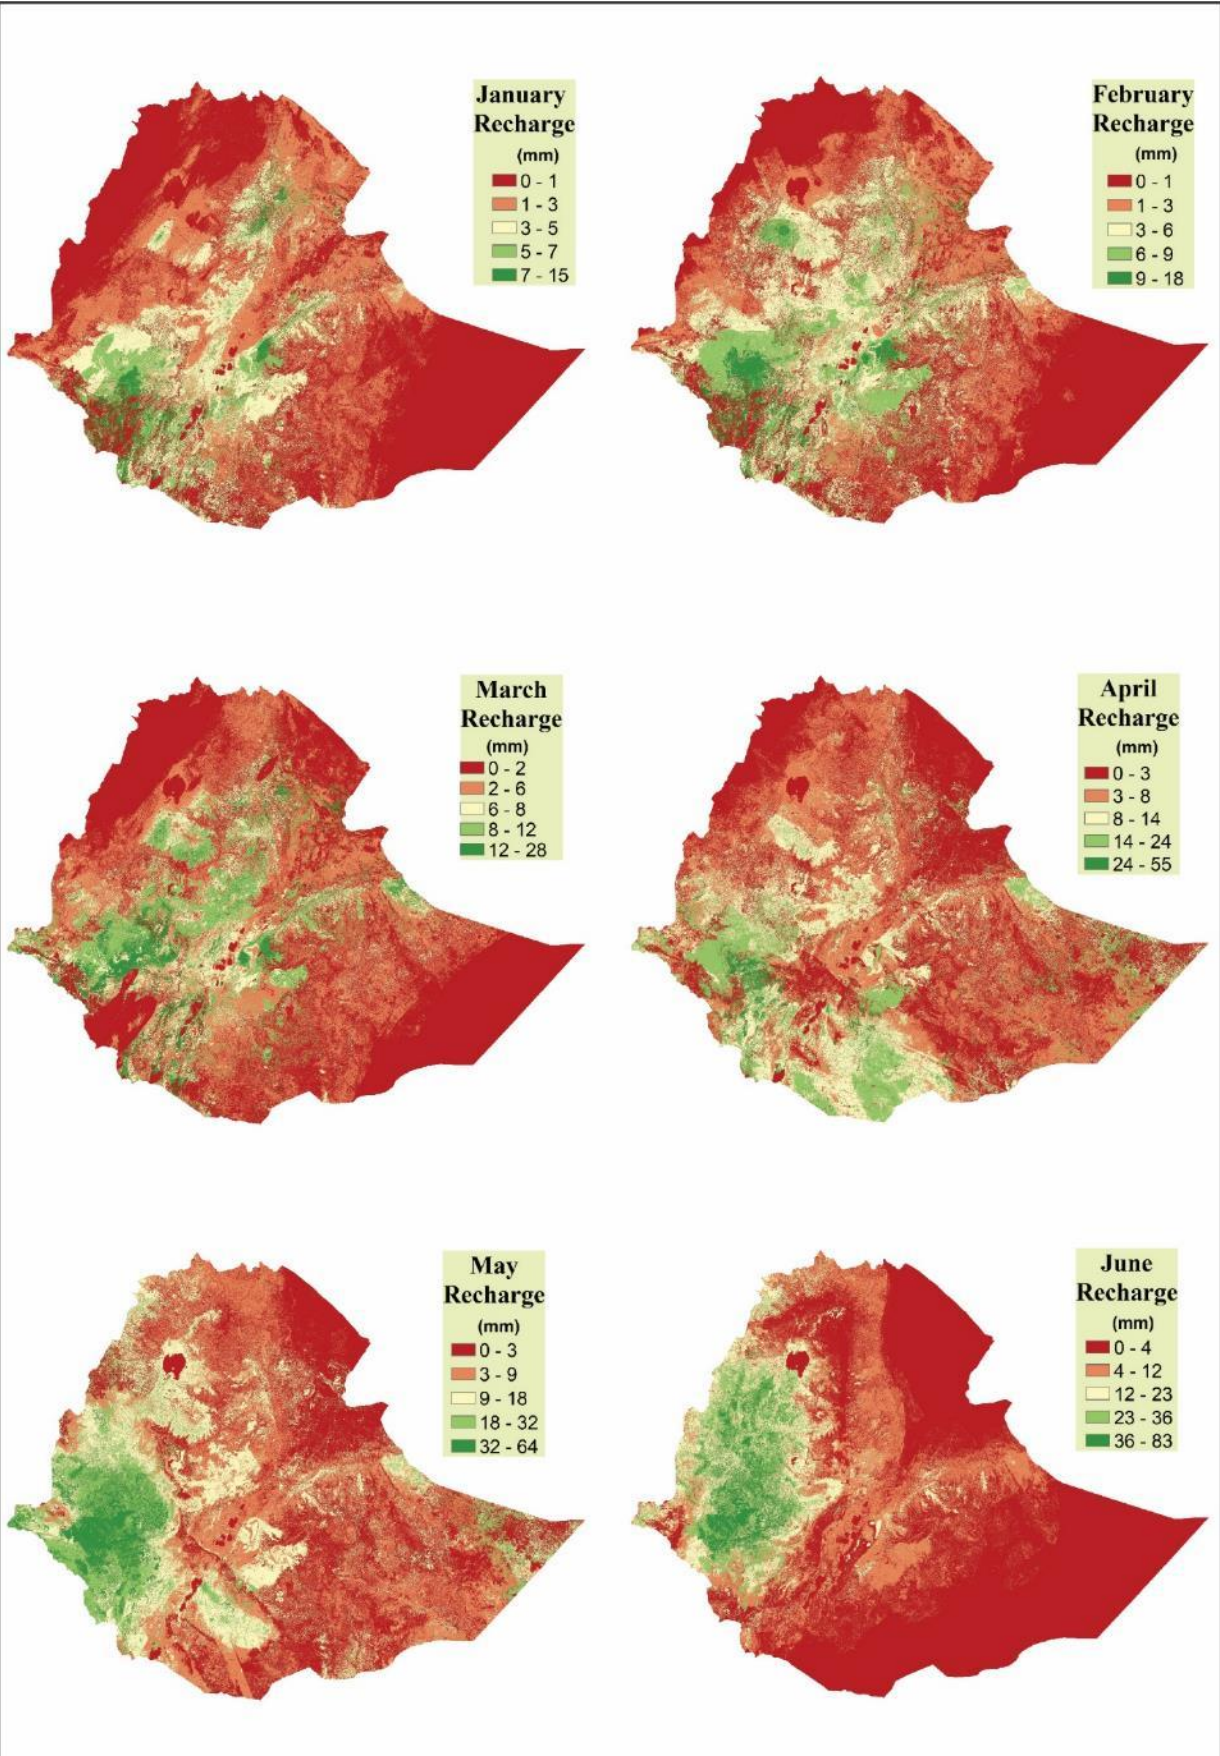 January
Recharge
(mm)
0 - 1
1 - 3
3 - 5
5 - 7
7 - 15
February
Recharge
(mm)
0 - 1
1 - 3
3 - 6
6 - 9
9 - 18
March
Recharge
(mm)
0 - 2
2 - 6
6 - 8
8 - 12
12 - 28
April
Recharge
(mm)
0 - 3
3 - 8
8 - 14
14 - 24
24 - 55
May
Recharge
(mm)
0 - 3
3 - 9
9 - 18
18 - 32
32 - 64
June
Recharge
(mm)
0 - 4
4 - 12
12 - 23
23 - 36
36 - 83